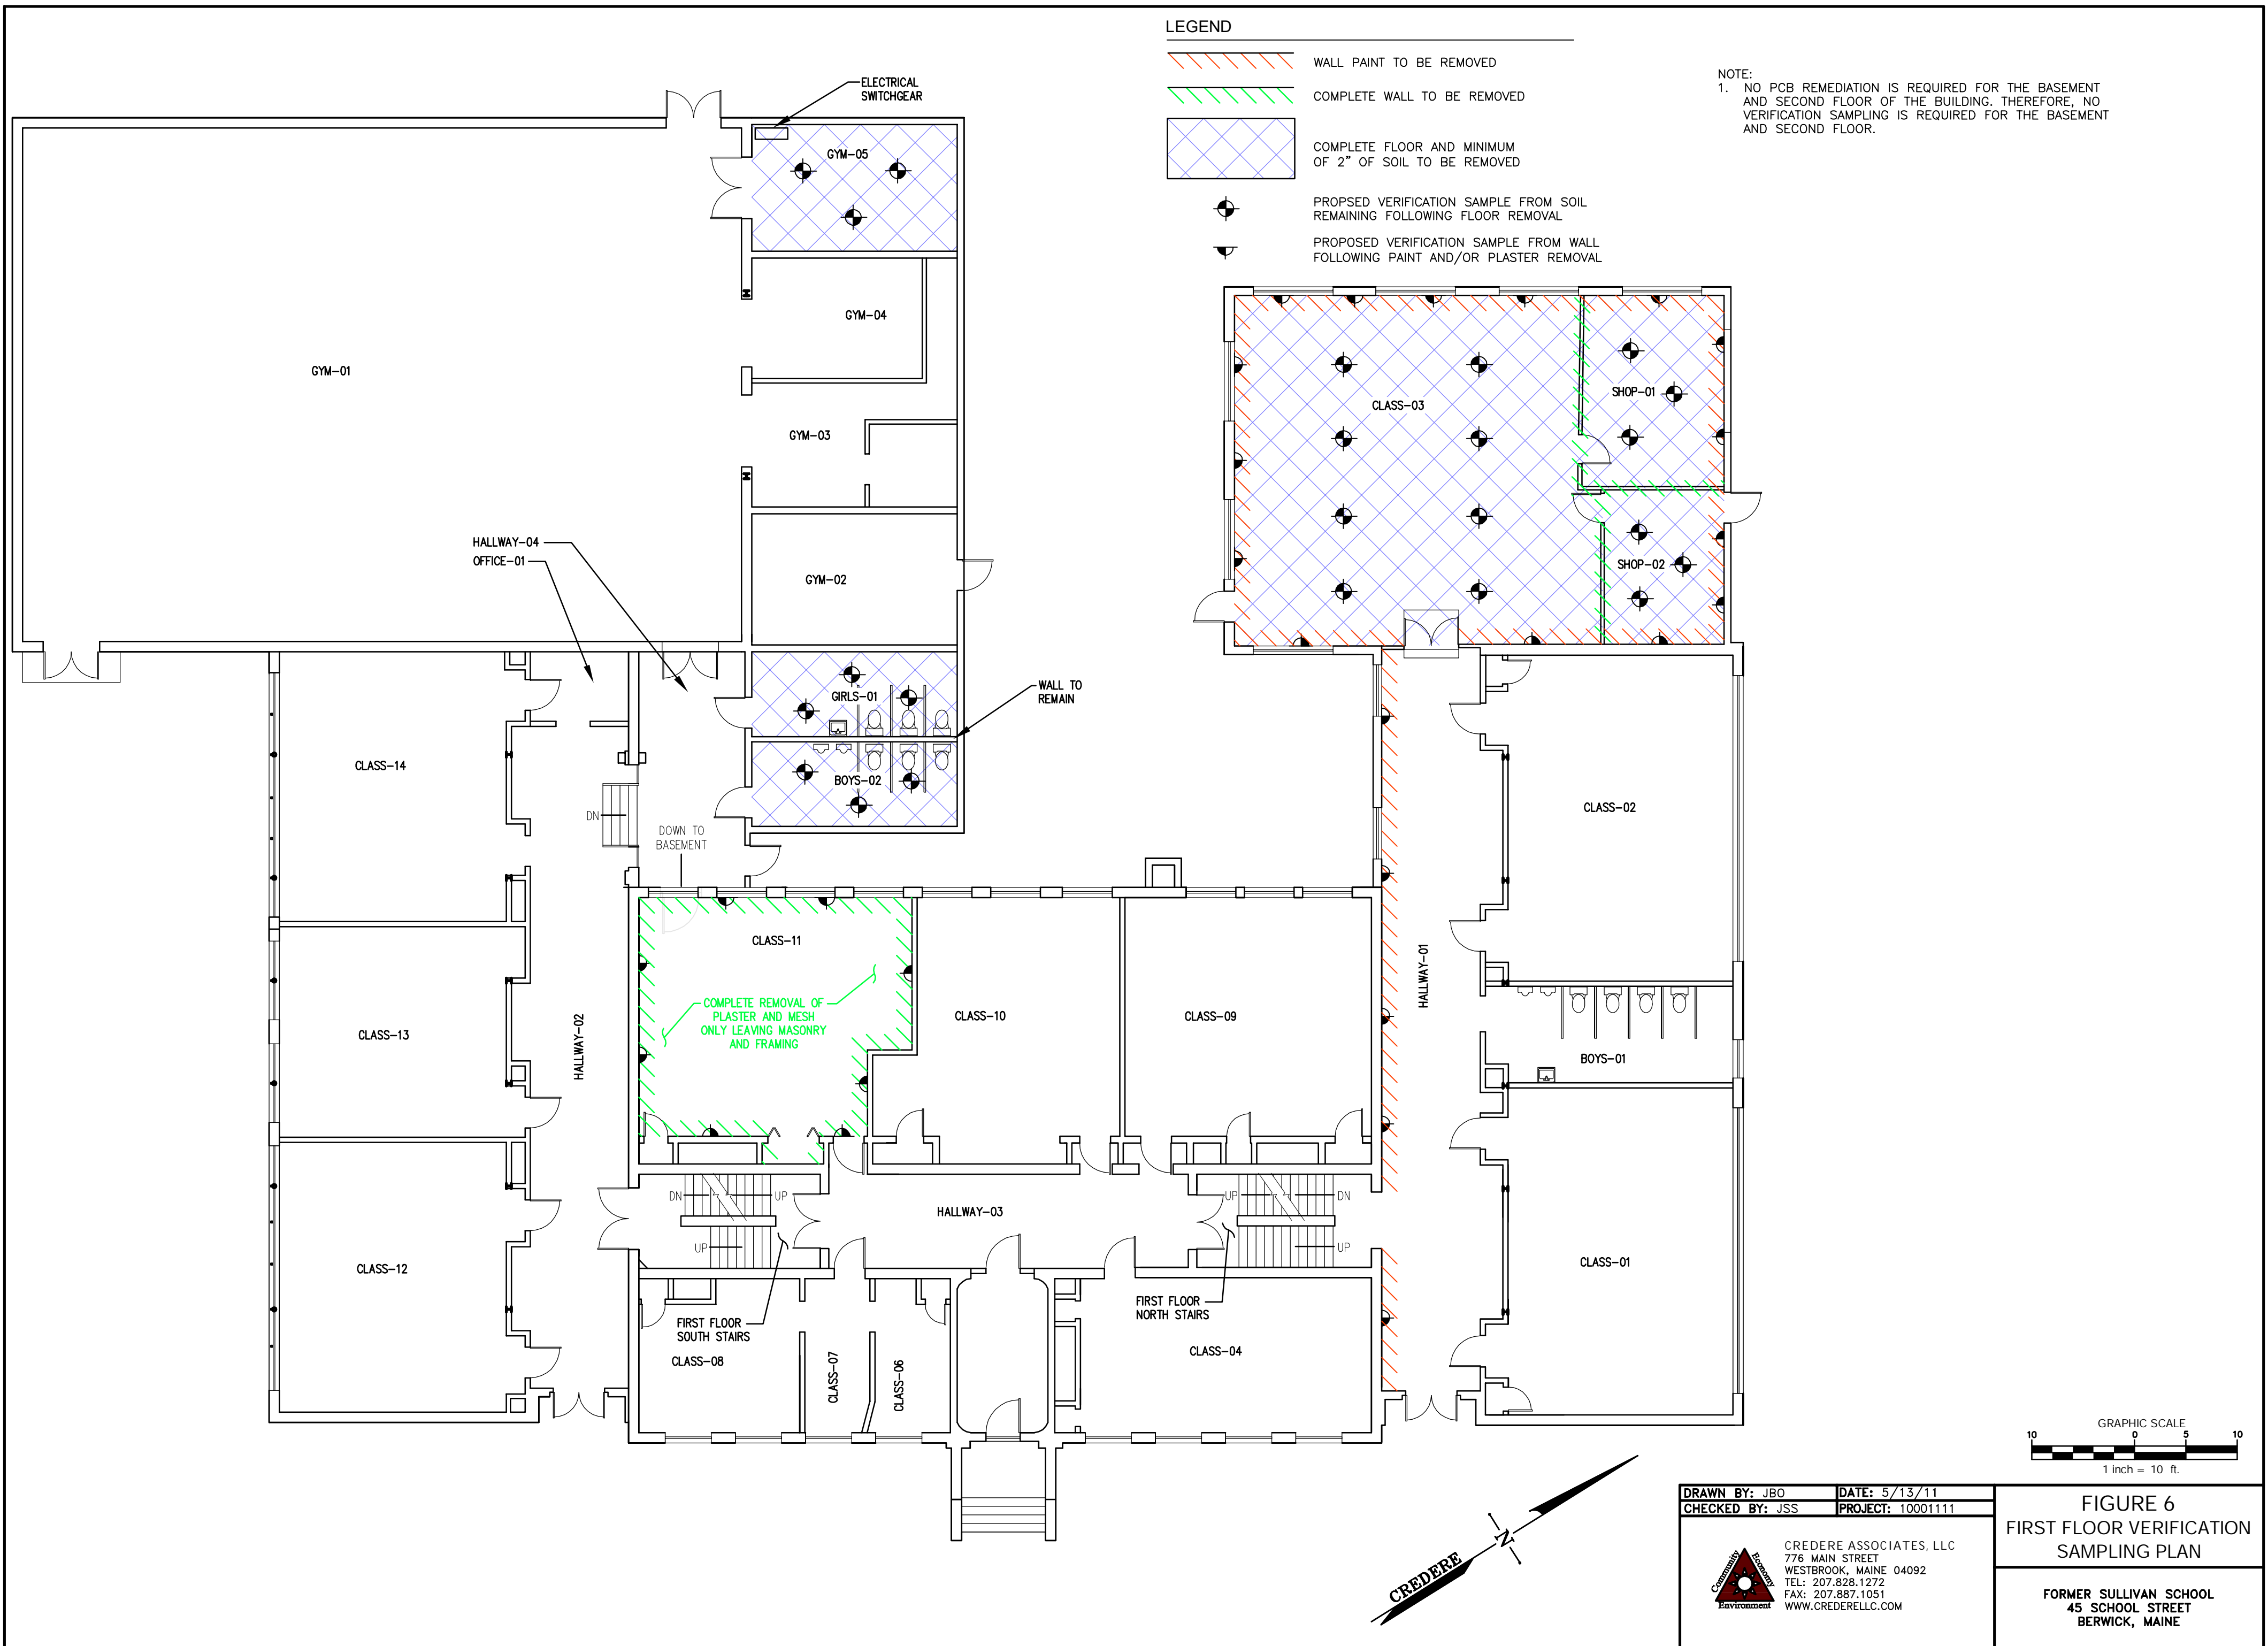 LEGEND
WALL PAINT TO BE REMOVED
COMPLETE WALL TO BE REMOVED
COMPLETE FLOOR AND MINIMUM
OF 2" OF SOIL TO BE REMOVED
PROPSED VERIFICATION SAMPLE FROM SOIL
REMAINING FOLLOWING FLOOR REMOVAL
PROPOSED VERIFICATION SAMPLE FROM WALL
FOLLOWING PAINT AND/OR PLASTER REMOVAL
NOTE:
1. NO PCB REMEDIATION IS REQUIRED FOR THE BASEMENT
AND SECOND FLOOR OF THE BUILDING. THEREFORE, NO
VERIFICATION SAMPLING IS REQUIRED FOR THE BASEMENT
AND SECOND FLOOR.
ELECTRICAL
SWITCHGEAR
GYM-05
GYM-04
GYM-01
GYM-03
HALLWAY-04
OFFICE-01
GYM-02
CLASS-03
SHOP-01
SHOP-02
GIRLS-01
WALL TO
REMAIN
BOYS-02
CLASS-14
DN
DOWN TO
BASEMENT
CLASS-02
CLASS-11
HALLWAY-01
COMPLETE REMOVAL OF
PLASTER AND MESH
ONLY LEAVING MASONRY
AND FRAMING
CLASS-10
CLASS-09
CLASS-13
HALLWAY-02
BOYS-01
DN
UP
UP
HALLWAY-03
UP
DN
UP
CLASS-12
CLASS-01
FIRST FLOOR
SOUTH STAIRS
FIRST FLOOR
NORTH STAIRS
CLASS-08
CLASS-07
CLASS-06
CLASS-04
GRAPHIC SCALE
10 0 5 10
1 inch = 10 ft.
N
CREDERE
DRAWN BY: JBO
DATE: 5/13/11
CHECKED BY: JSS
PROJECT: 10001111
Community
Economy
Environment
CREDERE ASSOCIATES, LLC
776 MAIN STREET
WESTBROOK, MAINE 04092
TEL: 207.828.1272
FAX: 207.887.1051
WWW.CREDERELLC.COM
FIGURE 6
FIRST FLOOR VERIFICATION
SAMPLING PLAN
FORMER SULLIVAN SCHOOL
45 SCHOOL STREET
BERWICK, MAINE